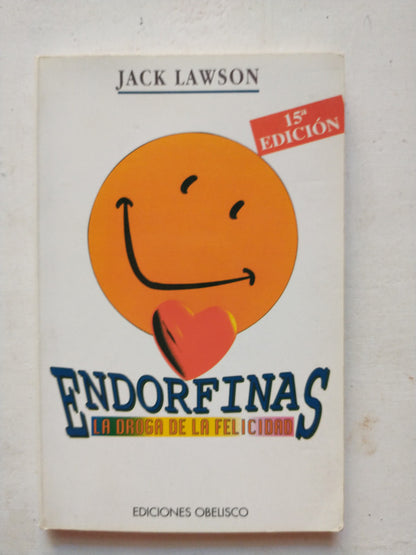 JACK LAWSON
15ª
EDICIÓN
ENDORFINAS
LA DROGA DE LA FELICIDAD
EDICIONES OBELISCO